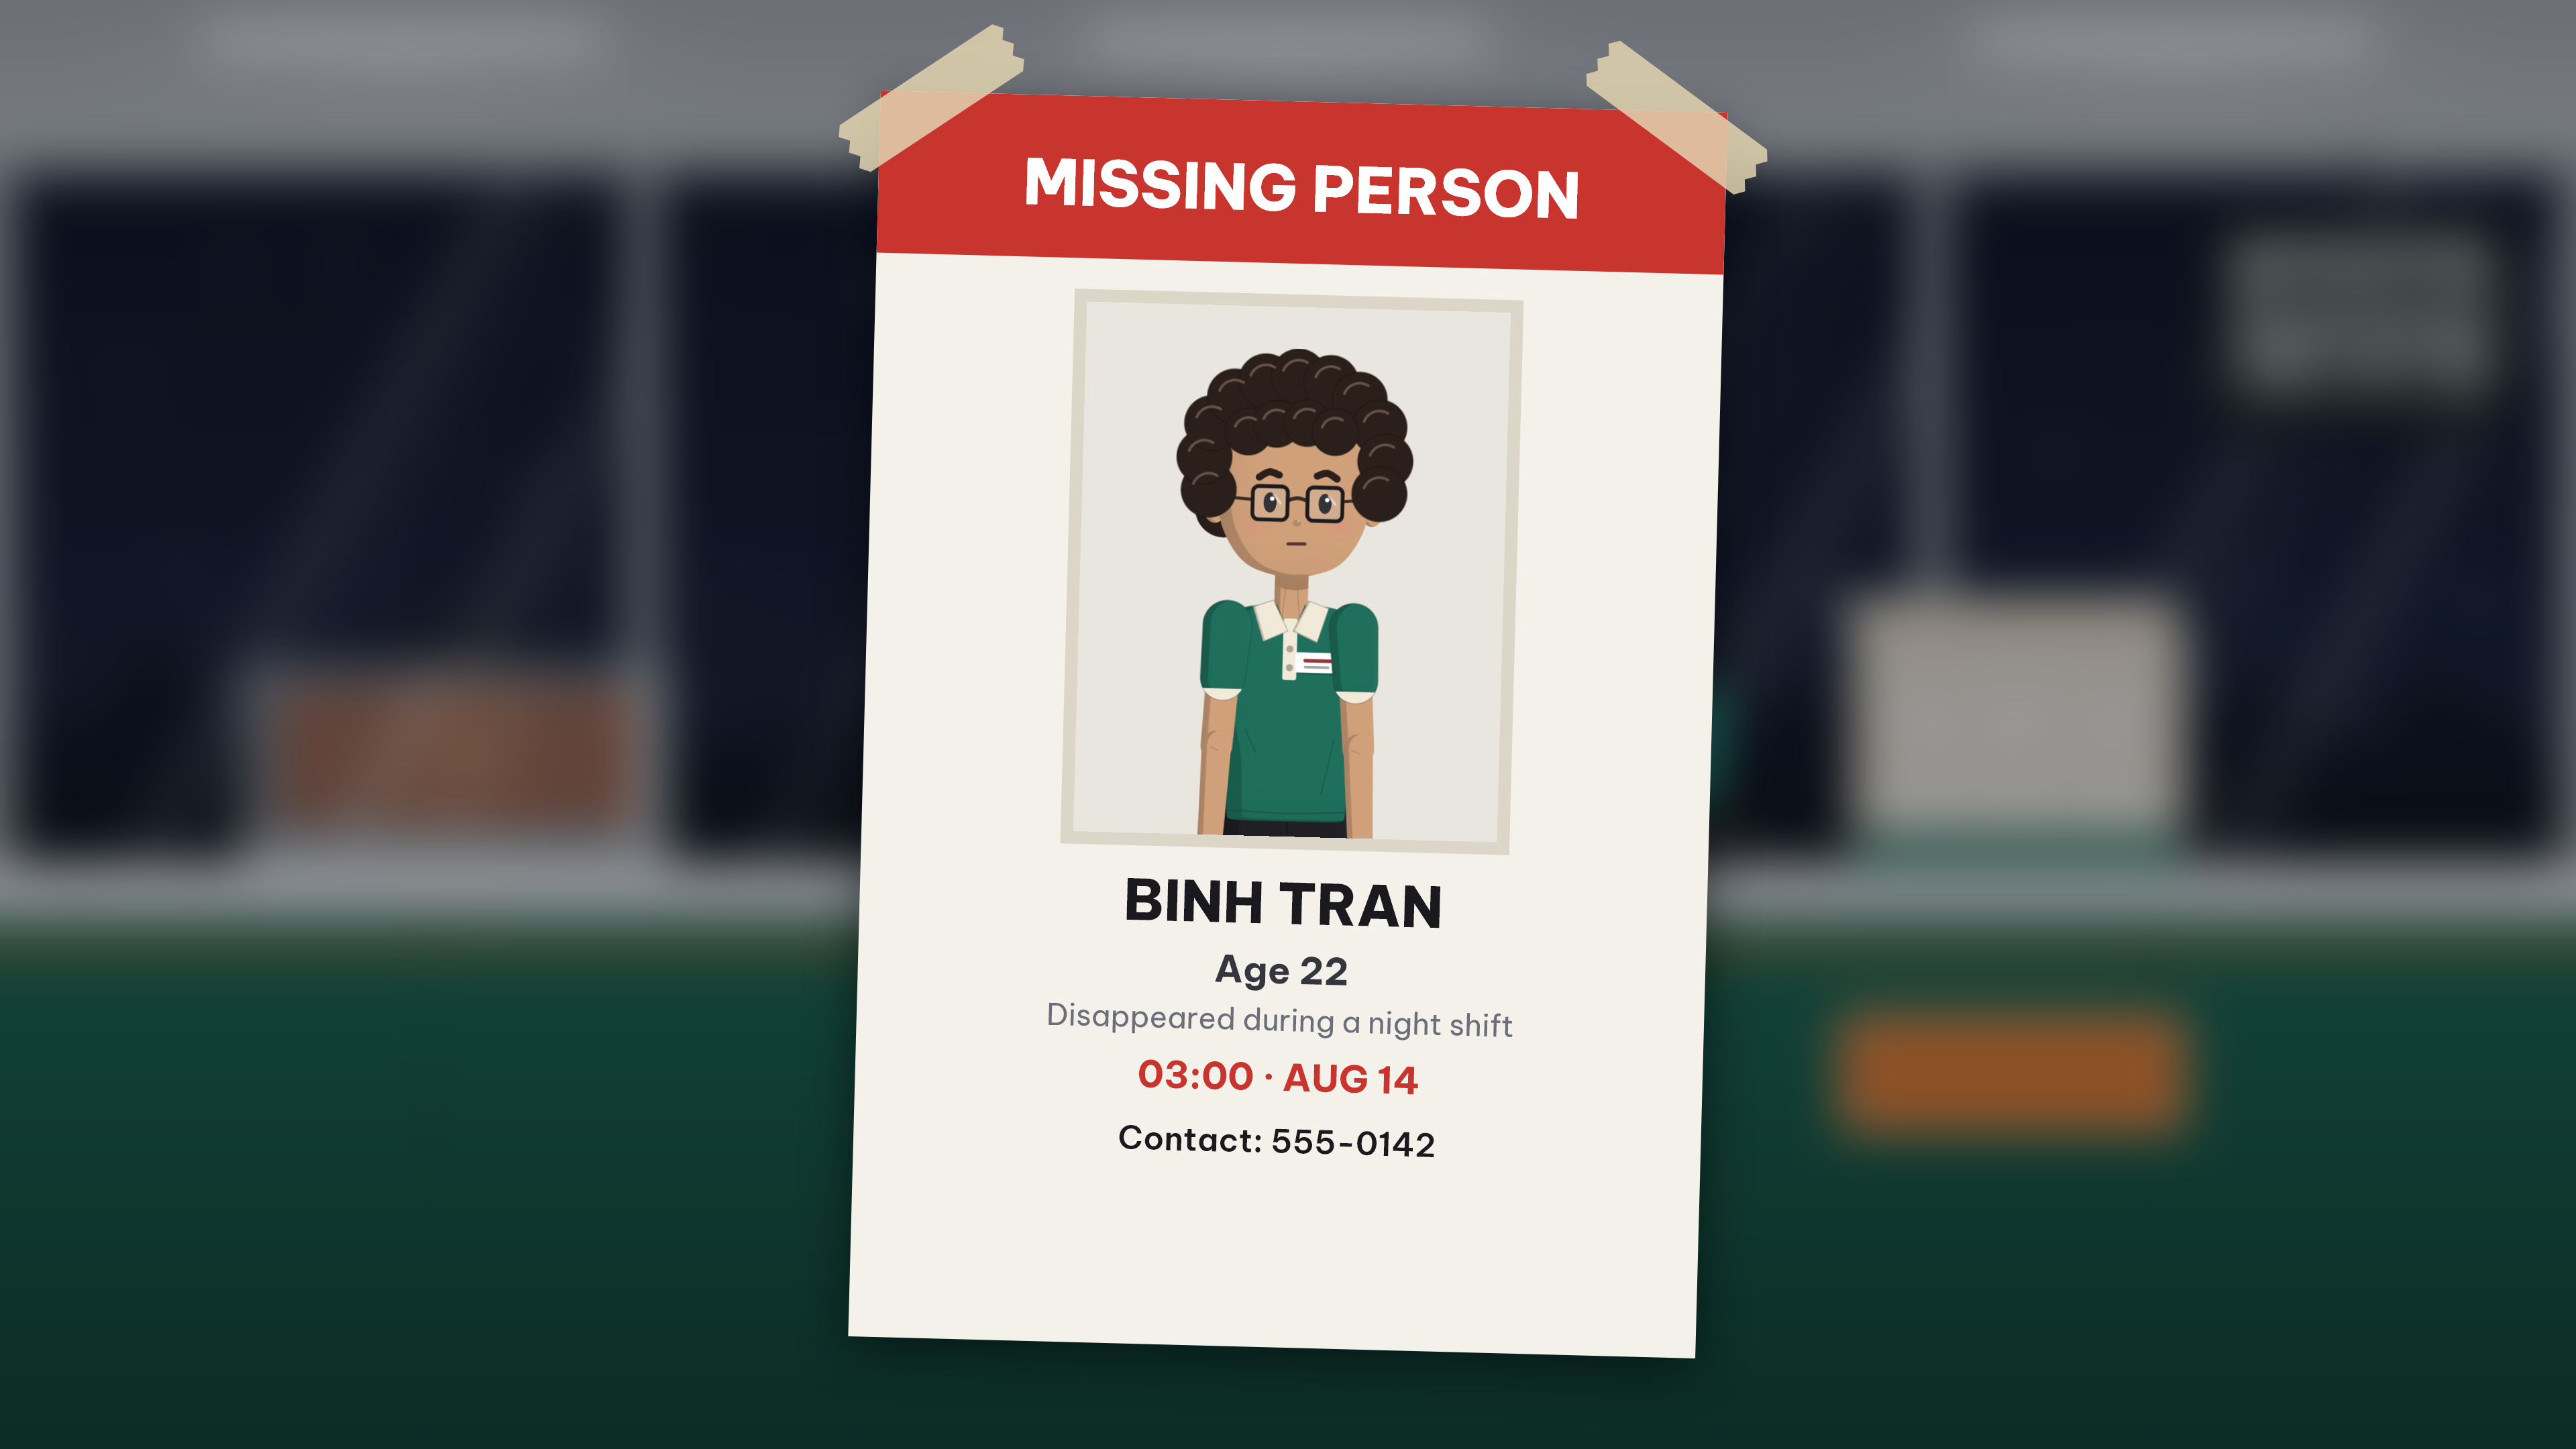 MISSING PERSON
BINH TRAN
Age 22
Disappeared during a night shift
03:00 · AUG 14
Contact: 555-0142